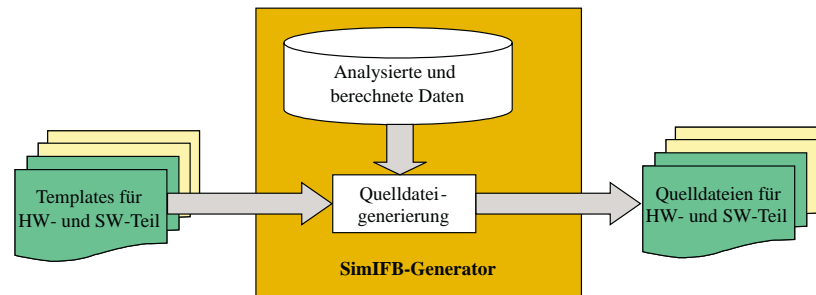 Analysierte und
berechnete Daten
Templates für
HW- und SW-Teil
Quelldatei-
generierung
Quelldateien für
HW- und SW-Teil
SimIFB-Generator